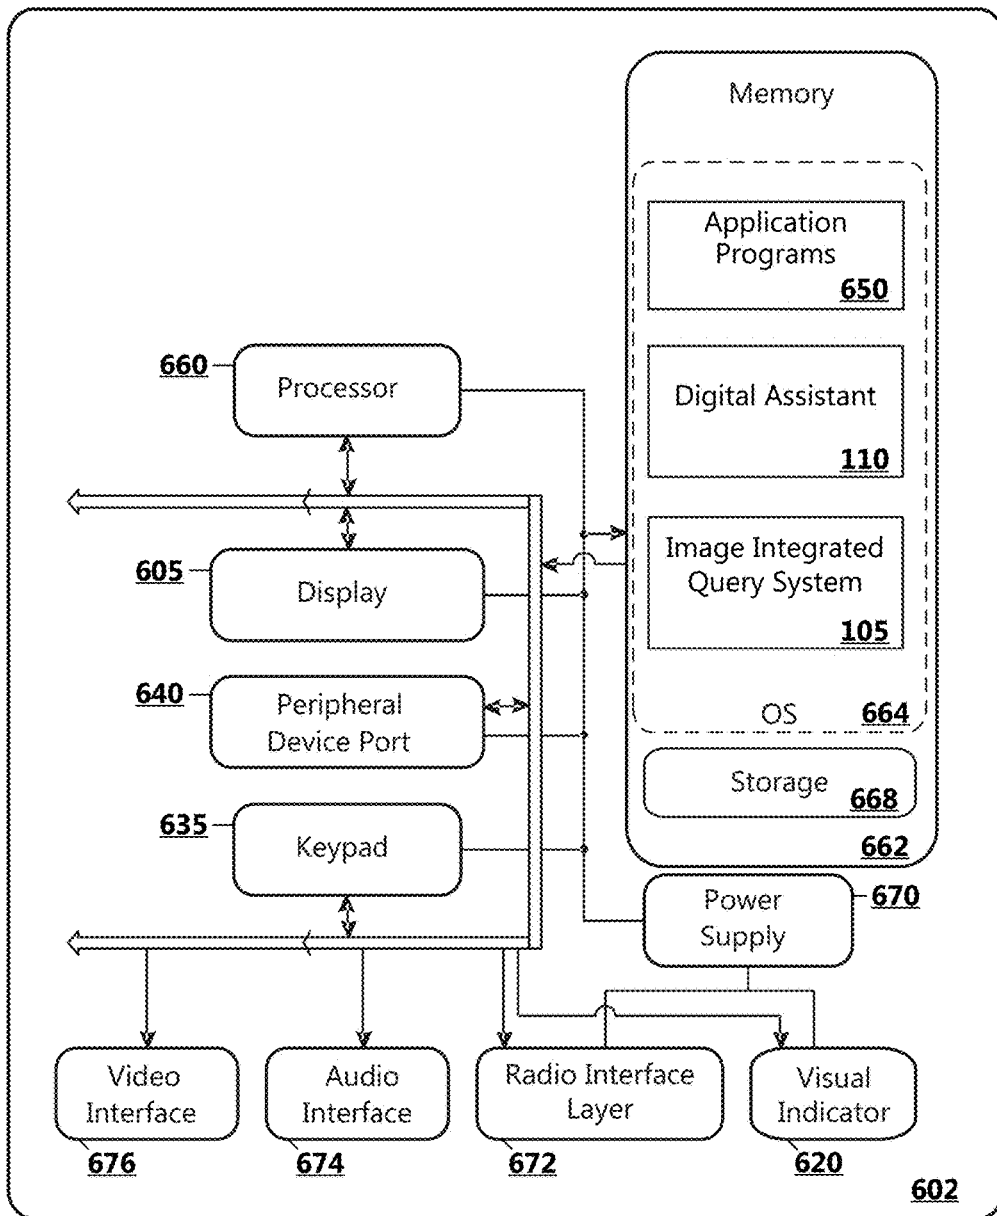 Memory
Application
Programs
650
Digital Assistant
110
Image Integrated
Query System
105
OS 664
Storage
668
662
660
Processor
605
Display
640
Peripheral
Device Port
635
Keypad
Power
Supply
670
Video
Interface
676
Audio
Interface
674
Radio Interface
Layer
672
Visual
Indicator
620
602